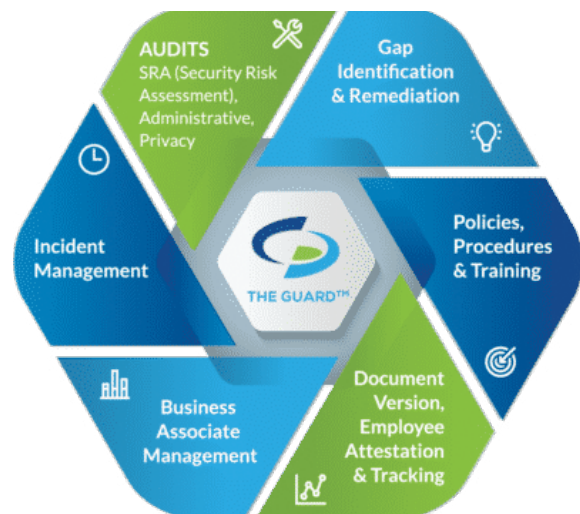 AUDITS
SRA (Security Risk
Assessment),
Administrative,
Privacy
Gap
Identification
& Remediation
Policies,
Procedures
& Training
Document
Version,
Employee
Attestation
& Tracking
Business
Associate
Management
Incident
Management
THE GUARD™